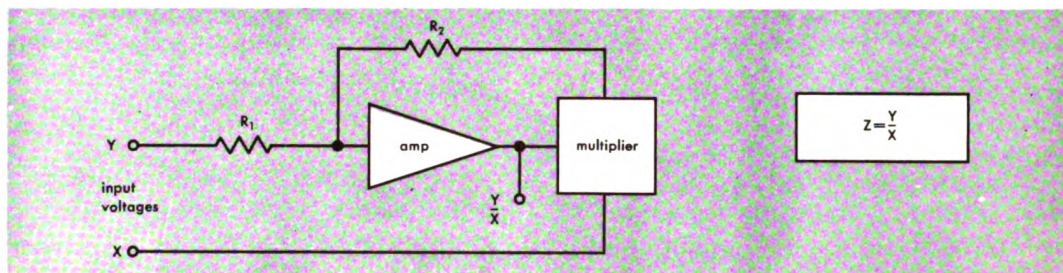 R2
R1
Y
amp
multiplier
Z=Y/X
input
voltages
Y/X
X